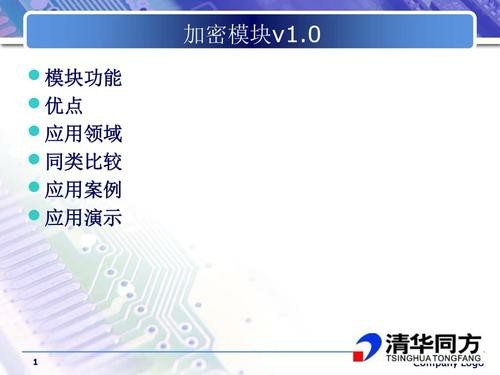 加密模块v1.0
模块功能
优点
应用领域
同类比较
应用案例
应用演示
清华同方
TSINGHUA TONGFANG
1
Company Logo